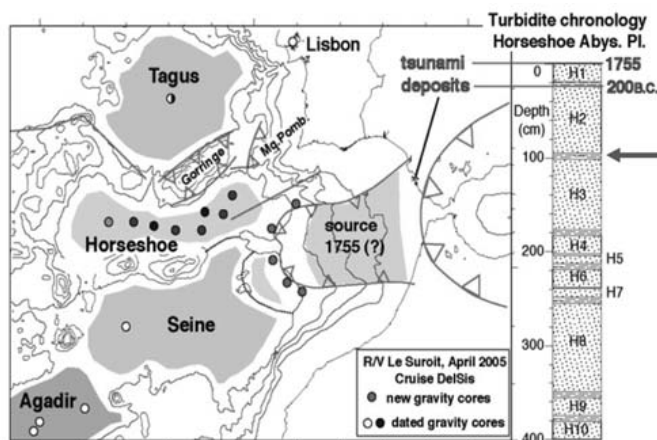 Turbidite chronology
Horseshoe Abys. Pl.
Lisbon
Tagus
tsunami
deposits
1755
200B.C.
Gorringe
Mq. Pomb.
Horseshoe
source
1755 (?)
Seine
Agadir
R/V Le Suroit, April 2005
Cruise DelSis
new gravity cores
dated gravity cores
Depth
(cm)
0
100
200
300
400
H1
H2
H3
H4
H5
H6
H7
H8
H9
H10